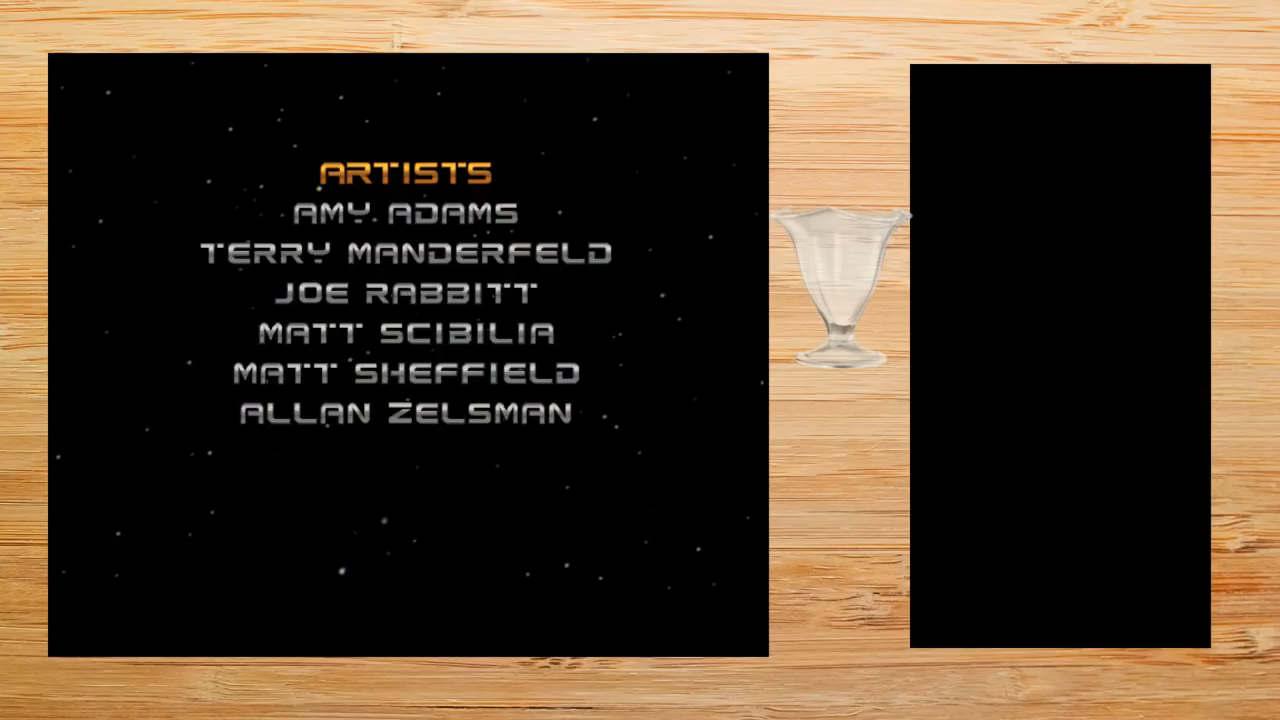 ARTISTS
AMY ADAMS
TERRY MANDERFELD
JOE RABBITT
MATT SCIBILIA
MATT SHEFFIELD
ALLAN ZELSMAN